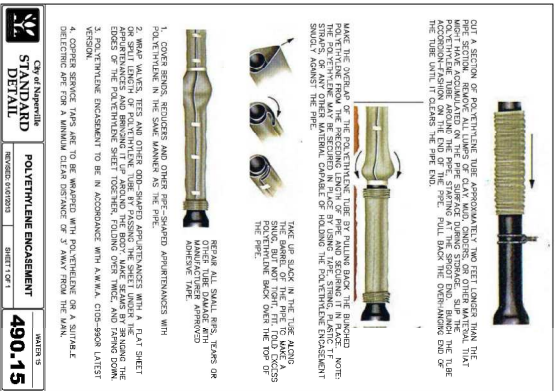 CUT A SECTION OF POLYETHYLENE TUBE APPROXIMATELY TWO FEET LONGER THAN THE
PIPE SECTION. REMOVE ALL LUMPS OF CLAY, MUD, CINDERS, OR OTHER MATERIAL THAT
MIGHT HAVE ACCUMULATED ON THE PIPE SURFACE DURING STORAGE. SLIP THE
POLYETHYLENE TUBE AROUND THE PIPE, STARTING AT THE SPIGOT END. BUNCH THE TUBE
ACCORDION-FASHION ON THE END OF THE PIPE. PULL BACK THE OVERHANGING END OF
THE TUBE UNTIL IT CLEARS THE PIPE END.
MAKE THE OVERLAP OF THE POLYETHYLENE TUBE BY PULLING BACK THE BUNCHED
POLYETHYLENE FROM THE PRECEDING LENGTH OF PIPE AND SECURING IT IN PLACE. NOTE:
THE POLYETHYLENE MAY BE SECURED IN PLACE BY USING TAPE, STRING, PLASTIC TIE
STRAPS, OR ANY OTHER MATERIAL CAPABLE OF HOLDING THE POLYETHYLENE ENCASEMENT
SNUGLY AGAINST THE PIPE.
TAKE UP SLACK IN THE TUBE ALONG
THE BARREL OF THE PIPE TO MAKE A
SNUG, BUT NOT TIGHT, FIT. FOLD EXCESS
POLYETHYLENE BACK OVER THE TOP OF
THE PIPE.
REPAIR ALL SMALL RIPS, TEARS OR
OTHER TUBE DAMAGE WITH
MANUFACTURER APPROVED
ADHESIVE TAPE.
1. COVER BENDS, REDUCERS AND OTHER PIPE-SHAPED APPURTENANCES WITH
POLYETHYLENE IN THE SAME MANNER AS THE PIPE.
2. WRAP VALVES, TEES AND OTHER ODD-SHAPED APPURTENANCES WITH A FLAT SHEET
OR SPLIT LENGTH OF POLYETHYLENE TUBE BY PASSING THE SHEET UNDER THE
APPURTENANCES AND BRINGING IT UP AROUND THE BODY. MAKE SEAMS BY BRINGING THE
EDGES OF THE POLYETHYLENE SHEET TOGETHER, FOLDING OVER TWICE, AND TAPING DOWN.
3. POLYETHYLENE ENCASEMENT TO BE IN ACCORDANCE WITH A.W.W.A. C105-99OR LATEST
VERSION.
4. COPPER SERVICE TAPS ARE TO BE WRAPPED WITH POLYETHELENE OR A SUITABLE
DIELECTRIC APE FOR A MINIMUM CLEAR DISTANCE OF 3' AWAY FROM THE MAIN.
City of Naperville
STANDARD
DETAIL
POLYETHYLENE ENCASEMENT
REVISED: 01/01/2013
SHEET 1 OF 1
WATER 15
490.15